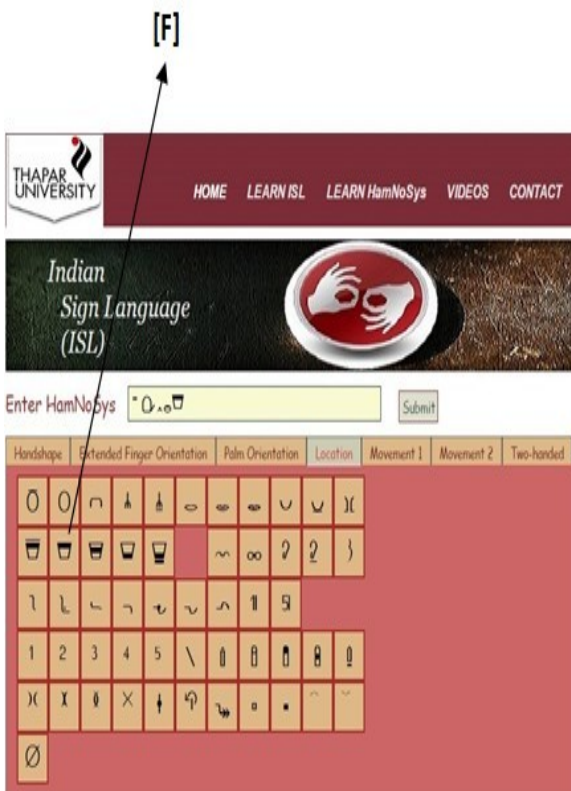 [F]
THAPAR
UNIVERSITY
HOME LEARN ISL LEARN HamNoSys VIDEOS CONTACT
Indian
Sign Language
(ISL)
Enter HamNoSys Submit
Handshape Extended Finger Orientation Palm Orientation Location Movement 1 Movement 2 Two-handed
1 2 3 4 5